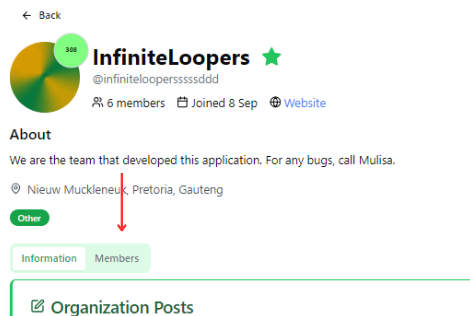 Back
308
InfiniteLoopers
@infiniteloopersssssddd
6 members Joined 8 Sep Website
About
We are the team that developed this application. For any bugs, call Mulisa.
Nieuw Muckleneuk, Pretoria, Gauteng
Other
Information Members
Organization Posts